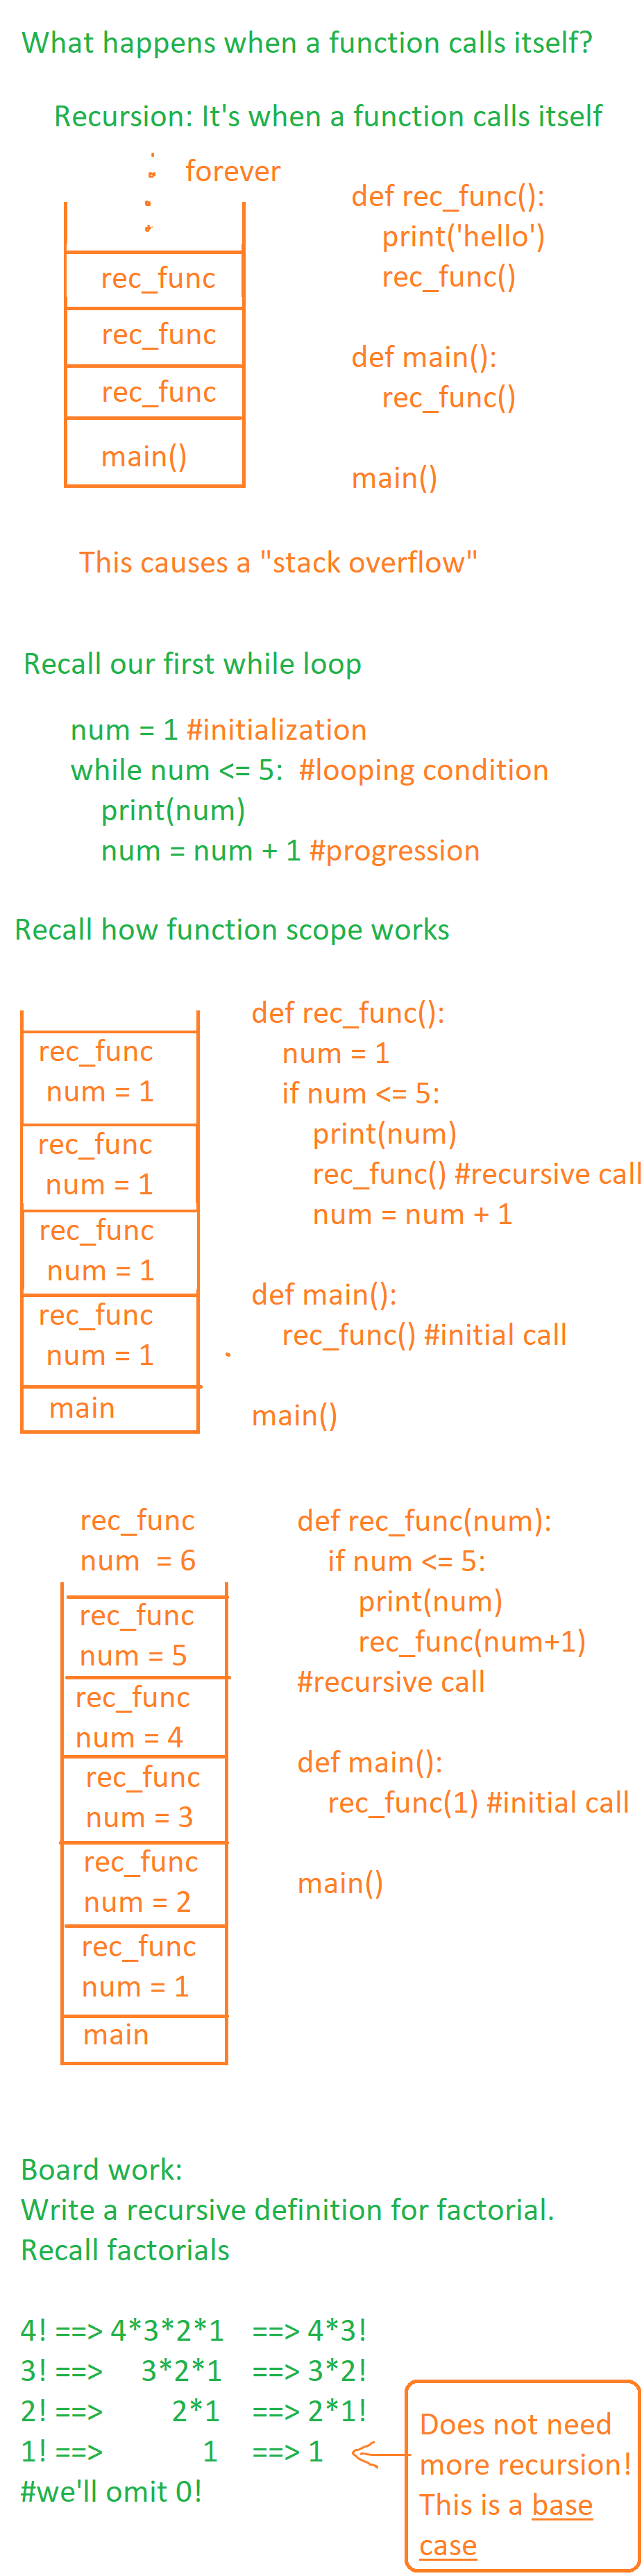 What happens when a function calls itself?
Recursion: It's when a function calls itself
forever
rec_func
rec_func
rec_func
main()
def rec_func():
print('hello')
rec_func()
def main():
rec_func()
main()
This causes a "stack overflow"
Recall our first while loop
num = 1 #initialization
while num <= 5: #looping condition
print(num)
num = num + 1 #progression
Recall how function scope works
rec_func
num = 1
rec_func
num = 1
rec_func
num = 1
rec_func
num = 1
main
def rec_func():
num = 1
if num <= 5:
print(num)
rec_func() #recursive call
num = num + 1
def main():
rec_func() #initial call
main()
rec_func
num = 6
rec_func
num = 5
rec_func
num = 4
rec_func
num = 3
rec_func
num = 2
rec_func
num = 1
main
def rec_func(num):
if num <= 5:
print(num)
rec_func(num+1)
#recursive call
def main():
rec_func(1) #initial call
main()
Board work:
Write a recursive definition for factorial.
Recall factorials
4! ==> 4*3*2*1 ==> 4*3!
3! ==> 3*2*1 ==> 3*2!
2! ==> 2*1 ==> 2*1!
1! ==> 1 ==> 1
#we'll omit 0!
Does not need
more recursion!
This is a base
case